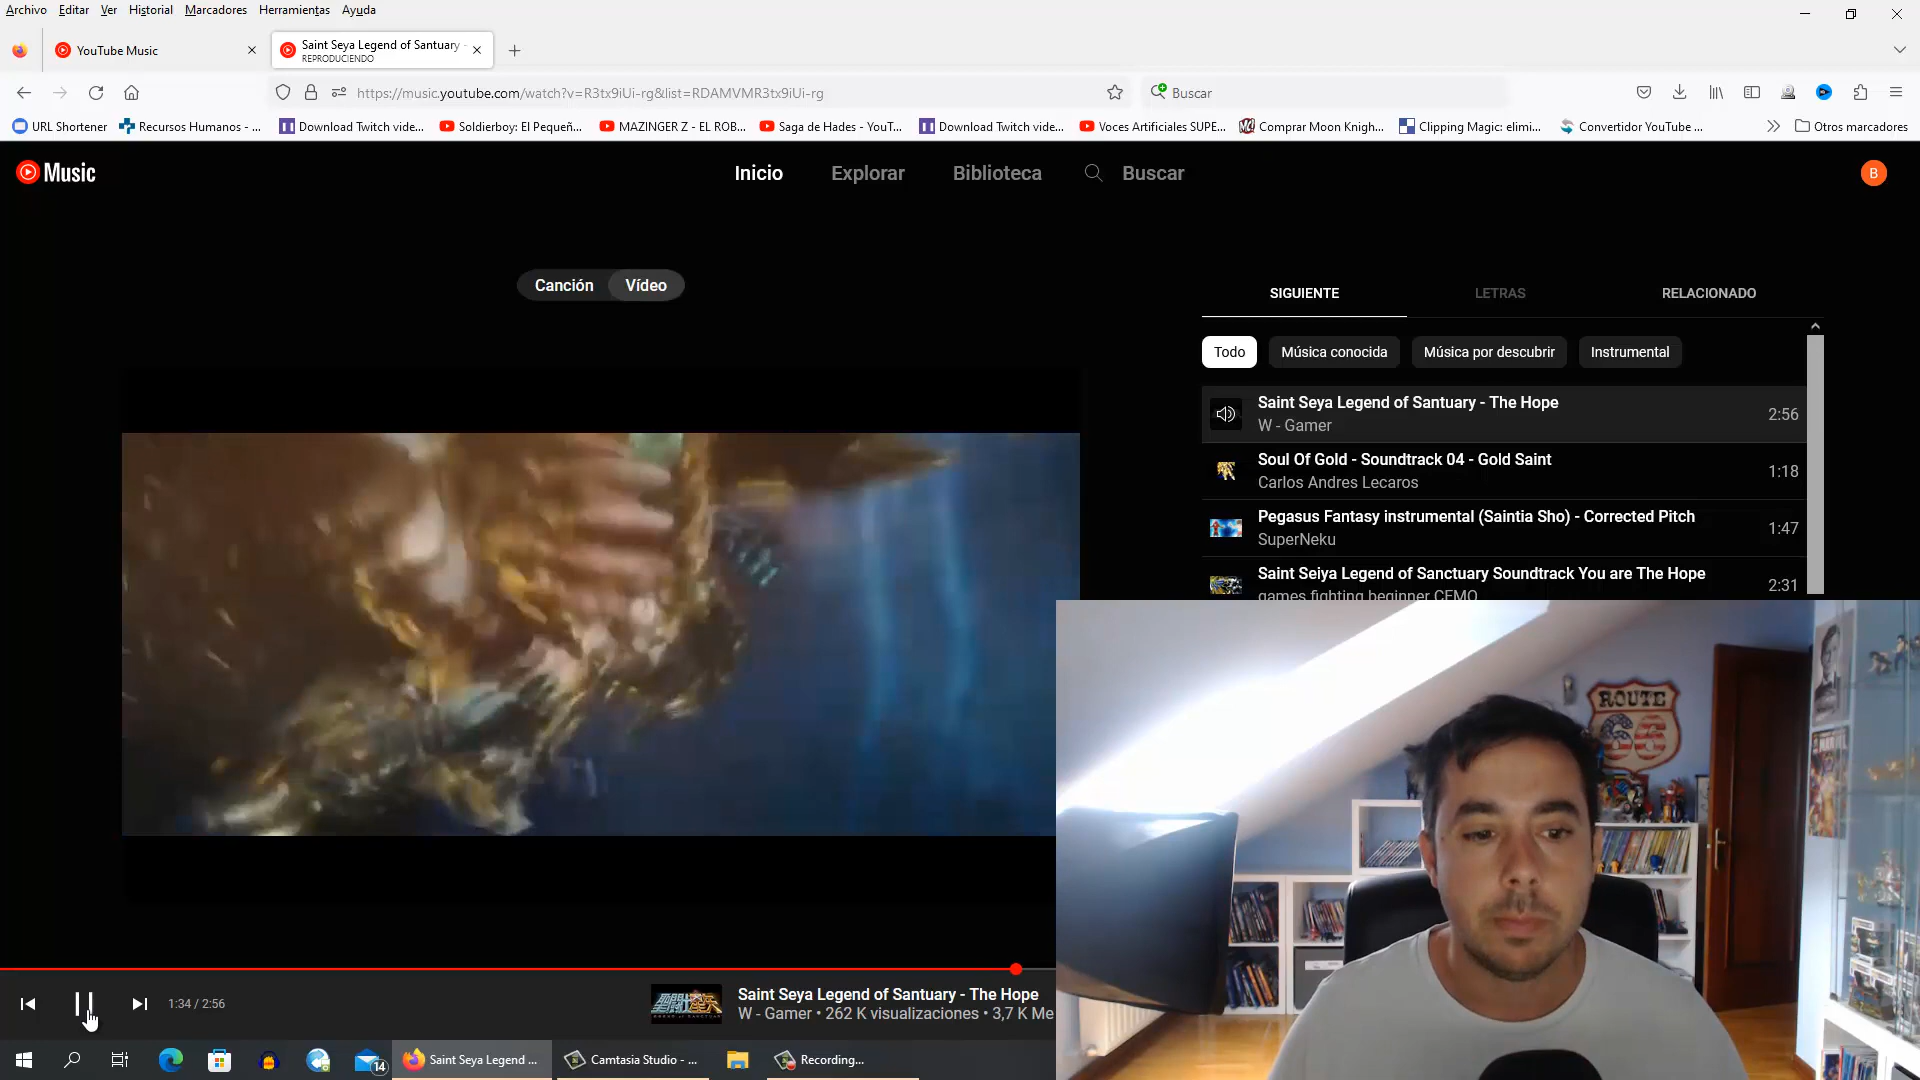 Archivo Editar Ver Historial Marcadores Herramientas Ayuda
YouTube Music
Saint Seya Legend of Santuary -
REPRODUCIENDO
https://music.youtube.com/watch?v=R3tx9iUi-rg&list=RDAMVMR3tx9iUi-rg
Buscar
URL Shortener
Recursos Humanos - ...
Download Twitch vide...
Soldierboy: El Pequeñ...
MAZINGER Z - EL ROB...
Saga de Hades - YouT...
Download Twitch vide...
Voces Artificiales SUPE...
Comprar Moon Knigh...
Clipping Magic: elimi...
Convertidor YouTube ...
Otros marcadores
Music
Inicio
Explorar
Biblioteca
Buscar
B
Canción
Vídeo
SIGUIENTE
LETRAS
RELACIONADO
Todo
Música conocida
Música por descubrir
Instrumental
Saint Seya Legend of Santuary - The Hope
W - Gamer
2:56
Soul Of Gold - Soundtrack 04 - Gold Saint
Carlos Andres Lecaros
1:18
Pegasus Fantasy instrumental (Saintia Sho) - Corrected Pitch
SuperNeku
1:47
Saint Seiya Legend of Sanctuary Soundtrack You are The Hope
games fighting beginner CEMO
2:31
ROUTE
66
1:34 / 2:56
Saint Seya Legend of Santuary - The Hope
W - Gamer • 262 K visualizaciones • 3,7 K Me
14
Saint Seya Legend ...
Camtasia Studio - ...
Recording...